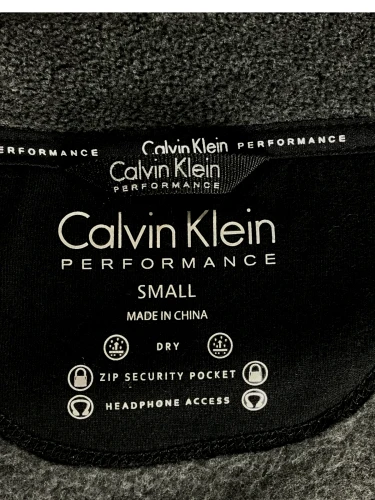 ERFORMANCE Calvin Klein PERFORMANCE
Calvin Klein
PERFORMANCE
Calvin Klein
PERFORMANCE
SMALL
MADE IN CHINA
DRY
ZIP SECURITY POCKET
HEADPHONE ACCESS